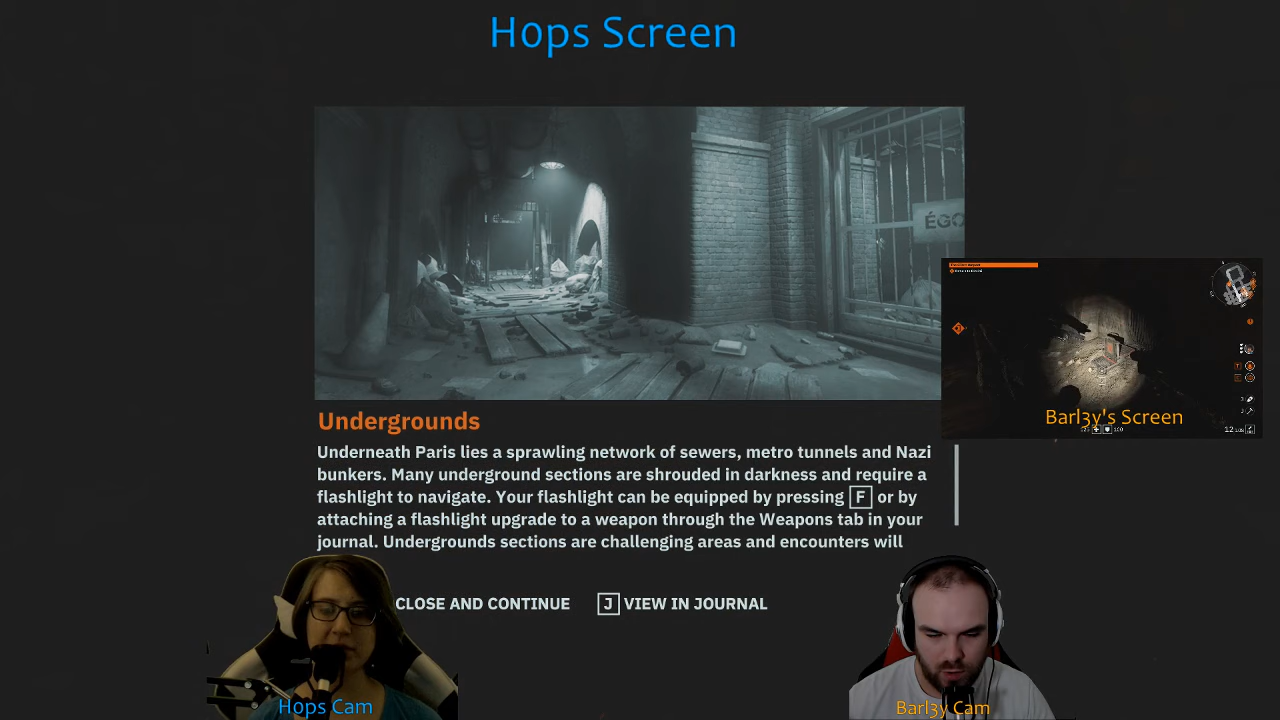 Hops Screen
ÉGO
Undergrounds
Underneath Paris lies a sprawling network of sewers, metro tunnels and Nazi
bunkers. Many underground sections are shrouded in darkness and require a
flashlight to navigate. Your flashlight can be equipped by pressing F or by
attaching a flashlight upgrade to a weapon through the Weapons tab in your
journal. Undergrounds sections are challenging areas and encounters will
CLOSE AND CONTINUE J VIEW IN JOURNAL
Barl3y's Screen
Hops Cam
Barl3y Cam